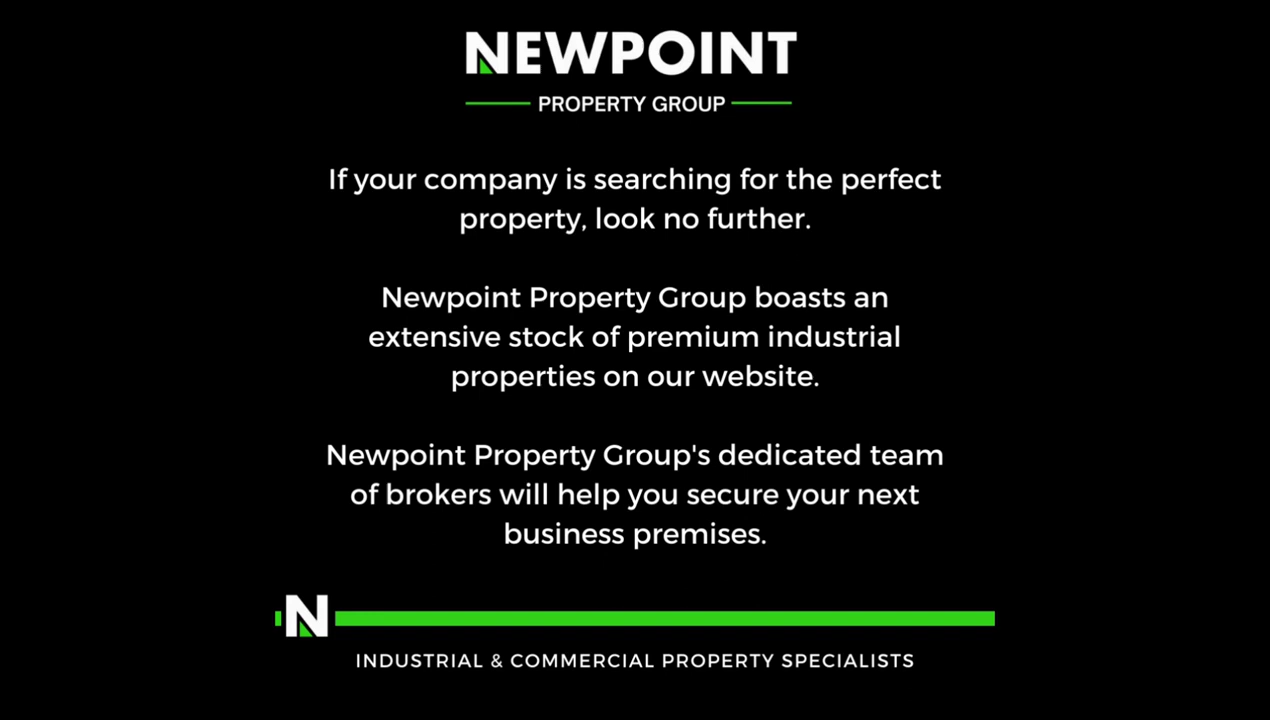 NEWPOINT
PROPERTY GROUP
If your company is searching for the perfect
property, look no further.
Newpoint Property Group boasts an
extensive stock of premium industrial
properties on our website.
Newpoint Property Group's dedicated team
of brokers will help you secure your next
business premises.
N
INDUSTRIAL & COMMERCIAL PROPERTY SPECIALISTS